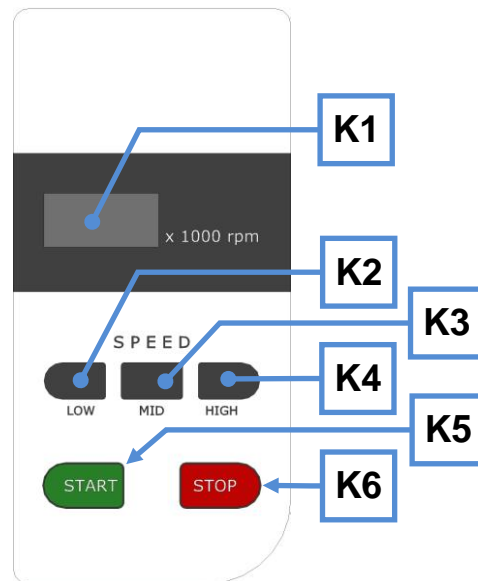 K1
x 1000 rpm
K2
K3
SPEED
K4
LOW MID HIGH
K5
START STOP
K6